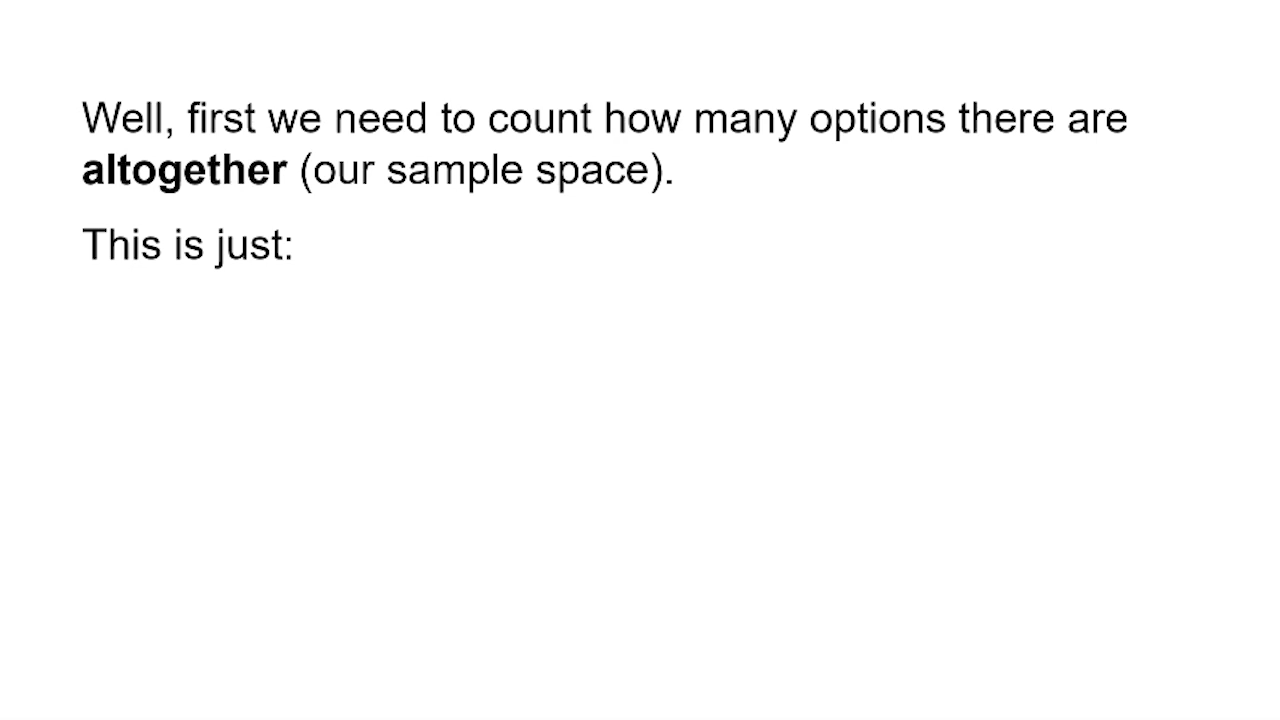 Well, first we need to count how many options there are
altogether (our sample space).
This is just: